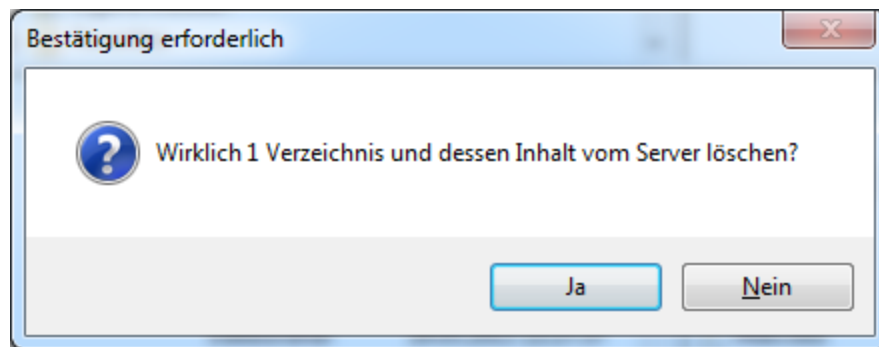 Bestätigung erforderlich
Wirklich 1 Verzeichnis und dessen Inhalt vom Server löschen?
Ja
Nein